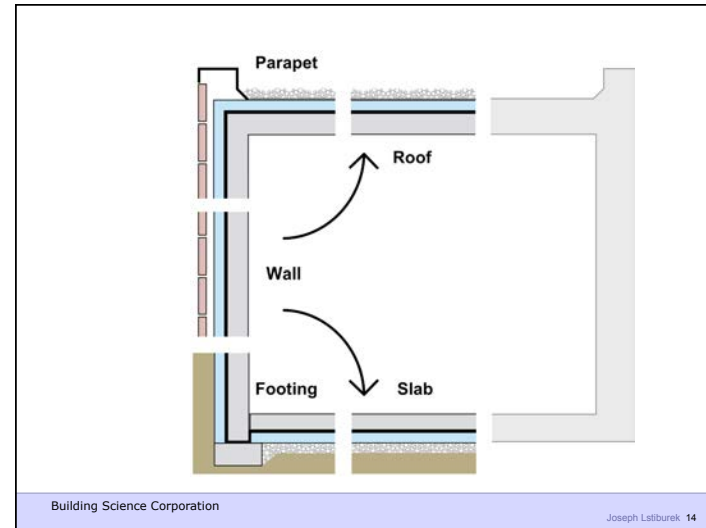 Parapet
Roof
Wall
Footing
Slab
Building Science Corporation
Joseph Lstiburek 14